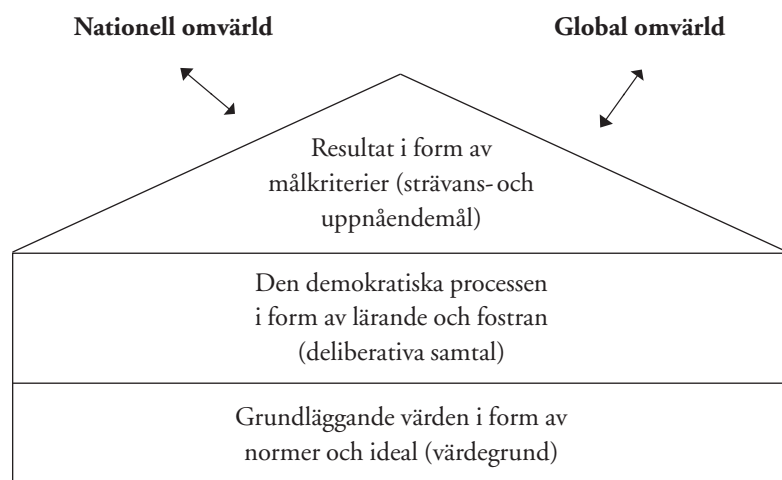 Nationell omvärld
Global omvärld
Resultat i form av
målkriterier (strävans- och
uppnåendemål)
Den demokratiska processen
i form av lärande och fostran
(deliberativa samtal)
Grundläggande värden i form av
normer och ideal (värdegrund)